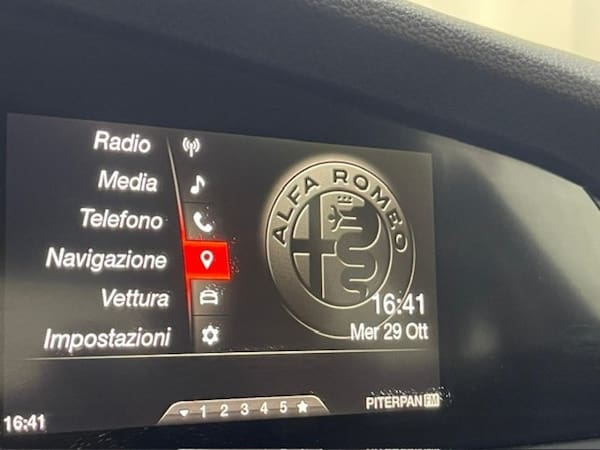 Radio
Media
Telefono
Navigazione
Vettura
Impostazioni
ALFA ROMEO
16:41
Mer 29 Ott
1 2 3 4 5
PITERPAN FM
16:41